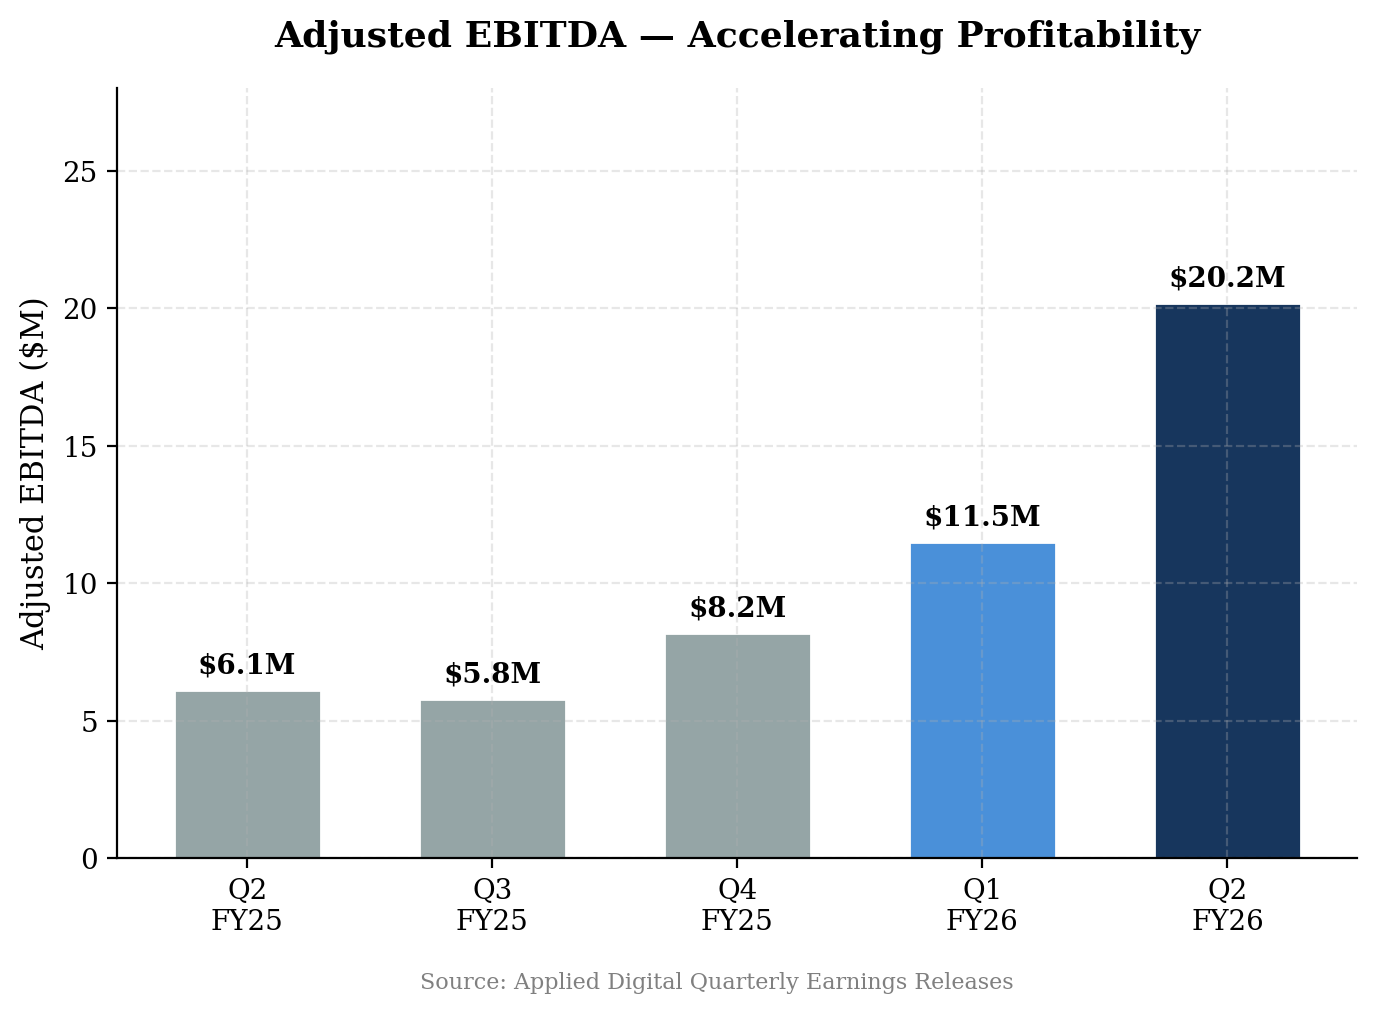 Adjusted EBITDA — Accelerating Profitability
Adjusted EBITDA ($M)
25
20
15
10
5
0
$6.1M
$5.8M
$8.2M
$11.5M
$20.2M
Q2
FY25
Q3
FY25
Q4
FY25
Q1
FY26
Q2
FY26
Source: Applied Digital Quarterly Earnings Releases